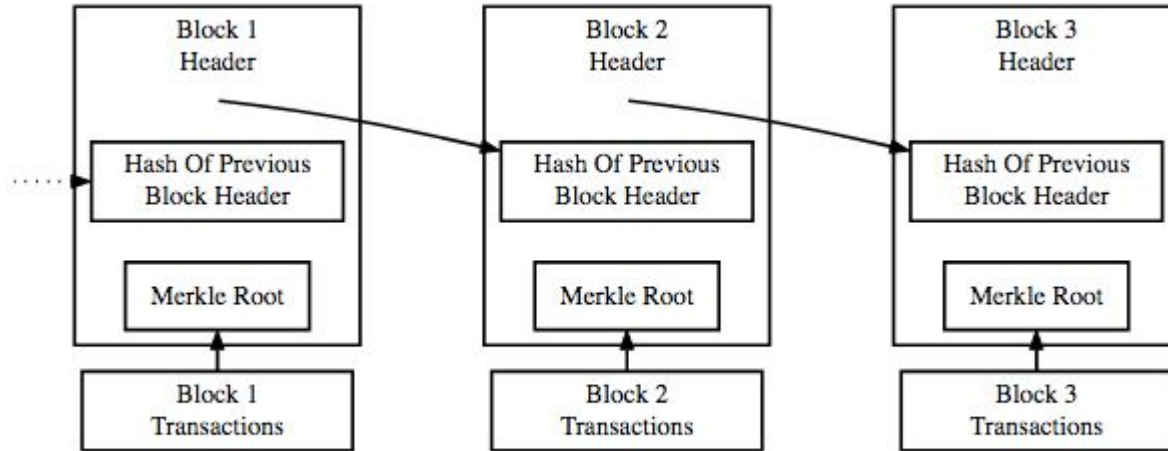 Block 1
Header
Hash Of Previous
Block Header
Merkle Root
Block 1
Transactions
Block 2
Header
Hash Of Previous
Block Header
Merkle Root
Block 2
Transactions
Block 3
Header
Hash Of Previous
Block Header
Merkle Root
Block 3
Transactions